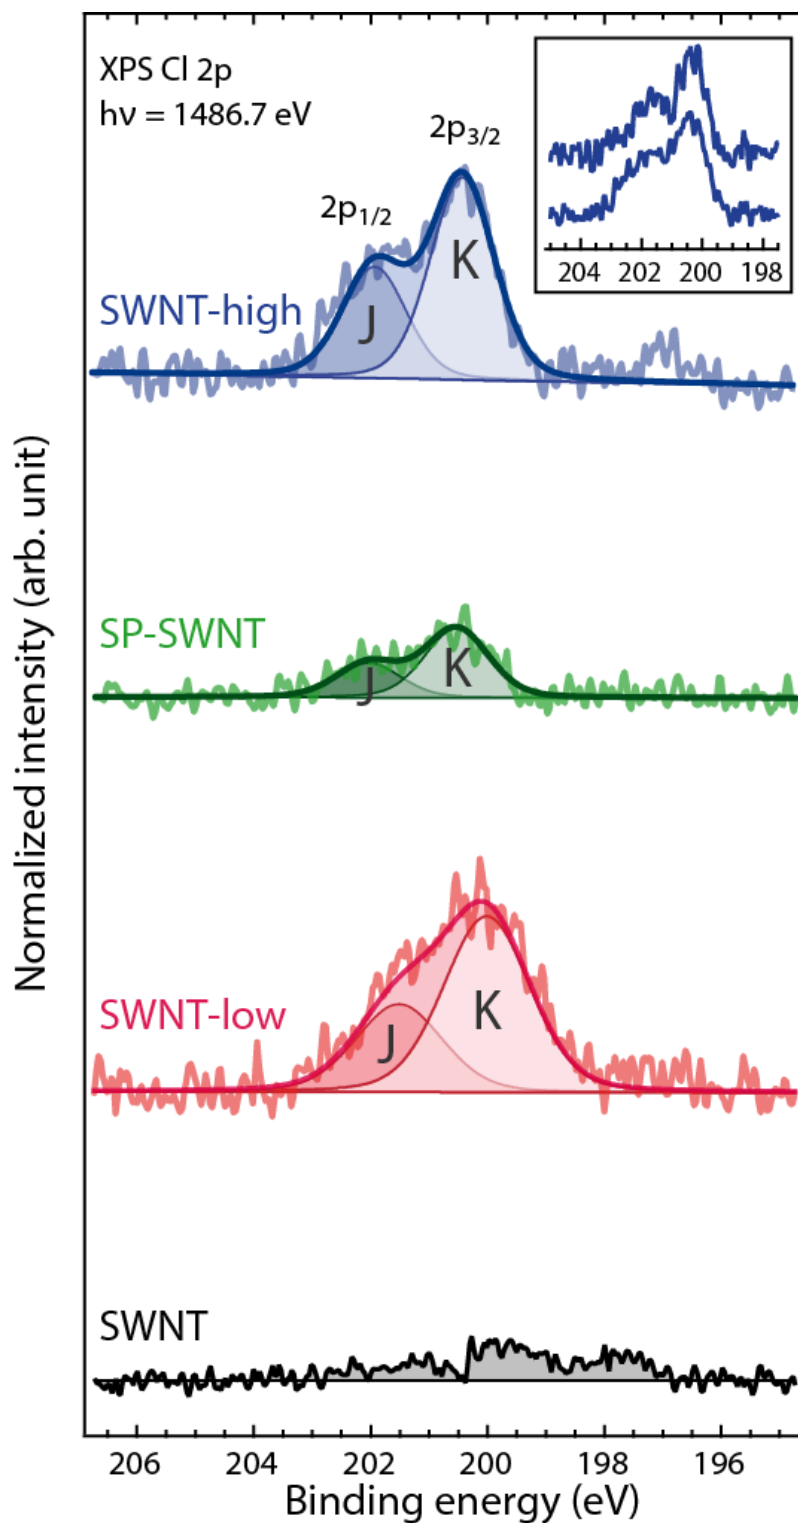 XPS Cl 2p
hν = 1486.7 eV
2p3/2
2p1/2
204 202 200 198
SWNT-high
J
K
SP-SWNT
J
K
SWNT-low
J
K
SWNT
206 204 202 200 198 196
Binding energy (eV)
Normalized intensity (arb. unit)